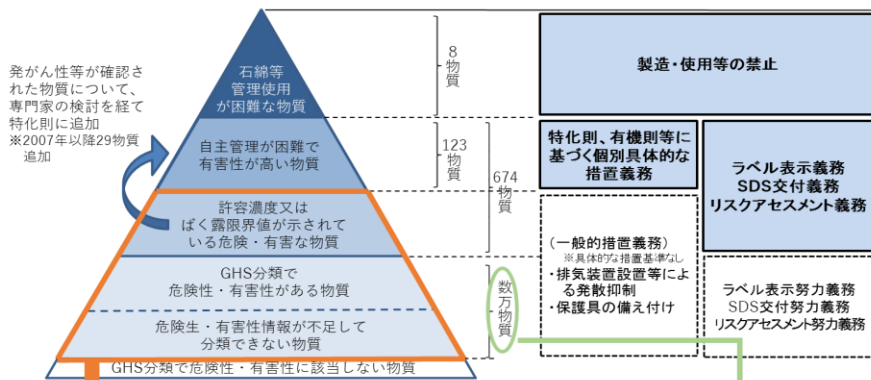 発がん性等が確認され
た物質について、
専門家の検討を経て
特化則に追加
※2007年以降29物質
追加
石綿等
管理使用
が困難な物質
自主管理が困難で
有害性が高い物質
許容濃度又は
ばく露限界値が示されて
いる危険・有害な物質
GHS分類で
危険性・有害性がある物質
危険生・有害性情報が不足して
分類できない物質
GHS分類で危険性・有害性に該当しない物質
8
物質
123
物質
674
物質
数万物質
製造・使用等の禁止
特化則、有機則等に
基づく個別具体的な
措置義務
ラベル表示義務
SDS交付義務
リスクアセスメント義務
(一般的措置義務)
※具体的な措置基準なし
・排気装置設置等によ
る発散抑制
・保護具の備え付け
ラベル表示努力義務
SDS交付努力義務
リスクアセスメント努力義務